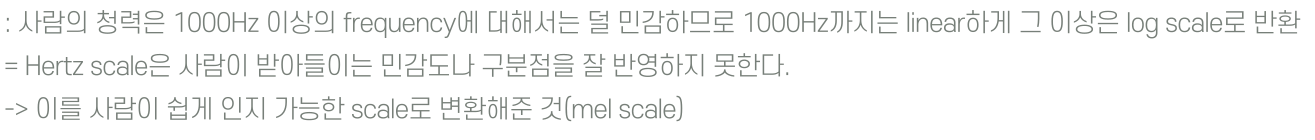 : 사람의 청력은 1000Hz 이상의 frequency에 대해서는 덜 민감하므로 1000Hz까지는 linear하게 그 이상은 log scale로 반환
= Hertz scale은 사람이 받아들이는 민감도나 구분점을 잘 반영하지 못한다.
-> 이를 사람이 쉽게 인지 가능한 scale로 변환해준 것(mel scale)